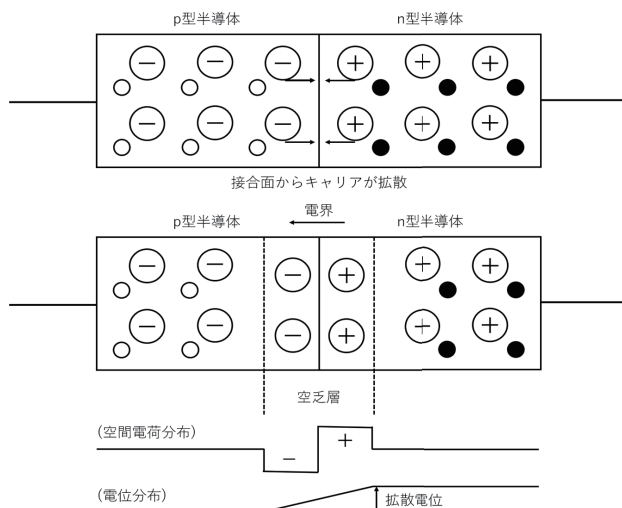 p型半導体 n型半導体
接合面からキャリアが拡散
電界
p型半導体 n型半導体
空乏層
(空間電荷分布)
+
−
(電位分布)
拡散電位